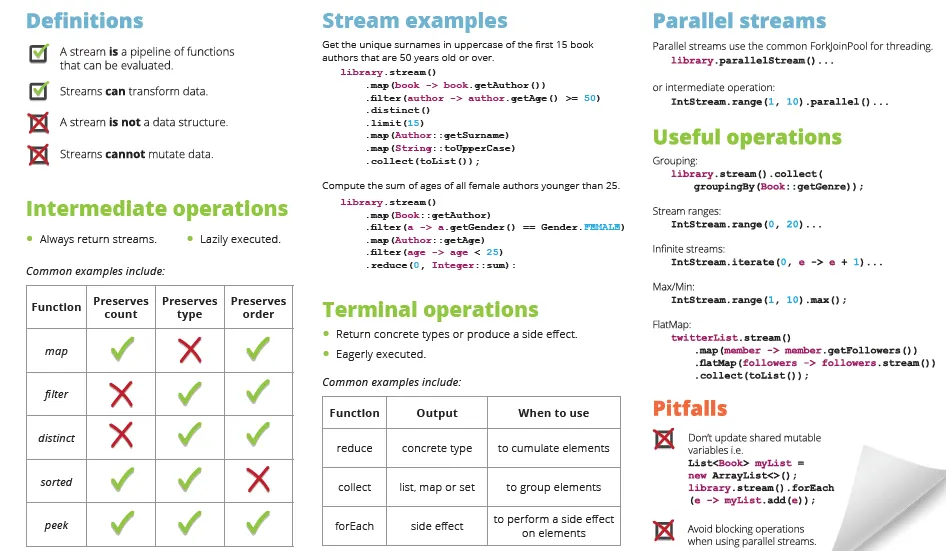 Definitions
A stream is a pipeline of functions
that can be evaluated.
Streams can transform data.
A stream is not a data structure.
Streams cannot mutate data.
Intermediate operations
Always return streams.
Lazily executed.
Common examples include:
Function Preserves count Preserves type Preserves order
map
filter
distinct
sorted
peek
Stream examples
Get the unique surnames in uppercase of the first 15 book
authors that are 50 years old or over.
library.stream()
.map(book -> book.getAuthor())
.filter(author -> author.getAge() >= 50)
.distinct()
.limit(15)
.map(Author::getSurname)
.map(String::toUpperCase)
.collect(toList());
Compute the sum of ages of all female authors younger than 25.
library.stream()
.map(Book::getAuthor)
.filter(a -> a.getGender() == Gender.FEMALE)
.map(Author::getAge)
.filter(age -> age < 25)
.reduce(0, Integer::sum):
Terminal operations
Return concrete types or produce a side effect.
Eagerly executed.
Common examples include:
Function Output When to use
reduce concrete type to cumulate elements
collect list, map or set to group elements
forEach side effect to perform a side effect
on elements
Parallel streams
Parallel streams use the common ForkJoinPool for threading.
library.parallelStream()...
or intermediate operation:
IntStream.range(1, 10).parallel()...
Useful operations
Grouping:
library.stream().collect(
groupingBy(Book::getGenre));
Stream ranges:
IntStream.range(0, 20)...
Infinite streams:
IntStream.iterate(0, e -> e + 1)...
Max/Min:
IntStream.range(1, 10).max();
FlatMap:
twitterList.stream()
.map(member -> member.getFollowers())
.flatMap(followers -> followers.stream())
.collect(toList());
Pitfalls
Don't update shared mutable
variables i.e.
List<Book> myList =
new ArrayList<>();
library.stream().forEach
(e -> myList.add(e));
Avoid blocking operations
when using parallel streams.